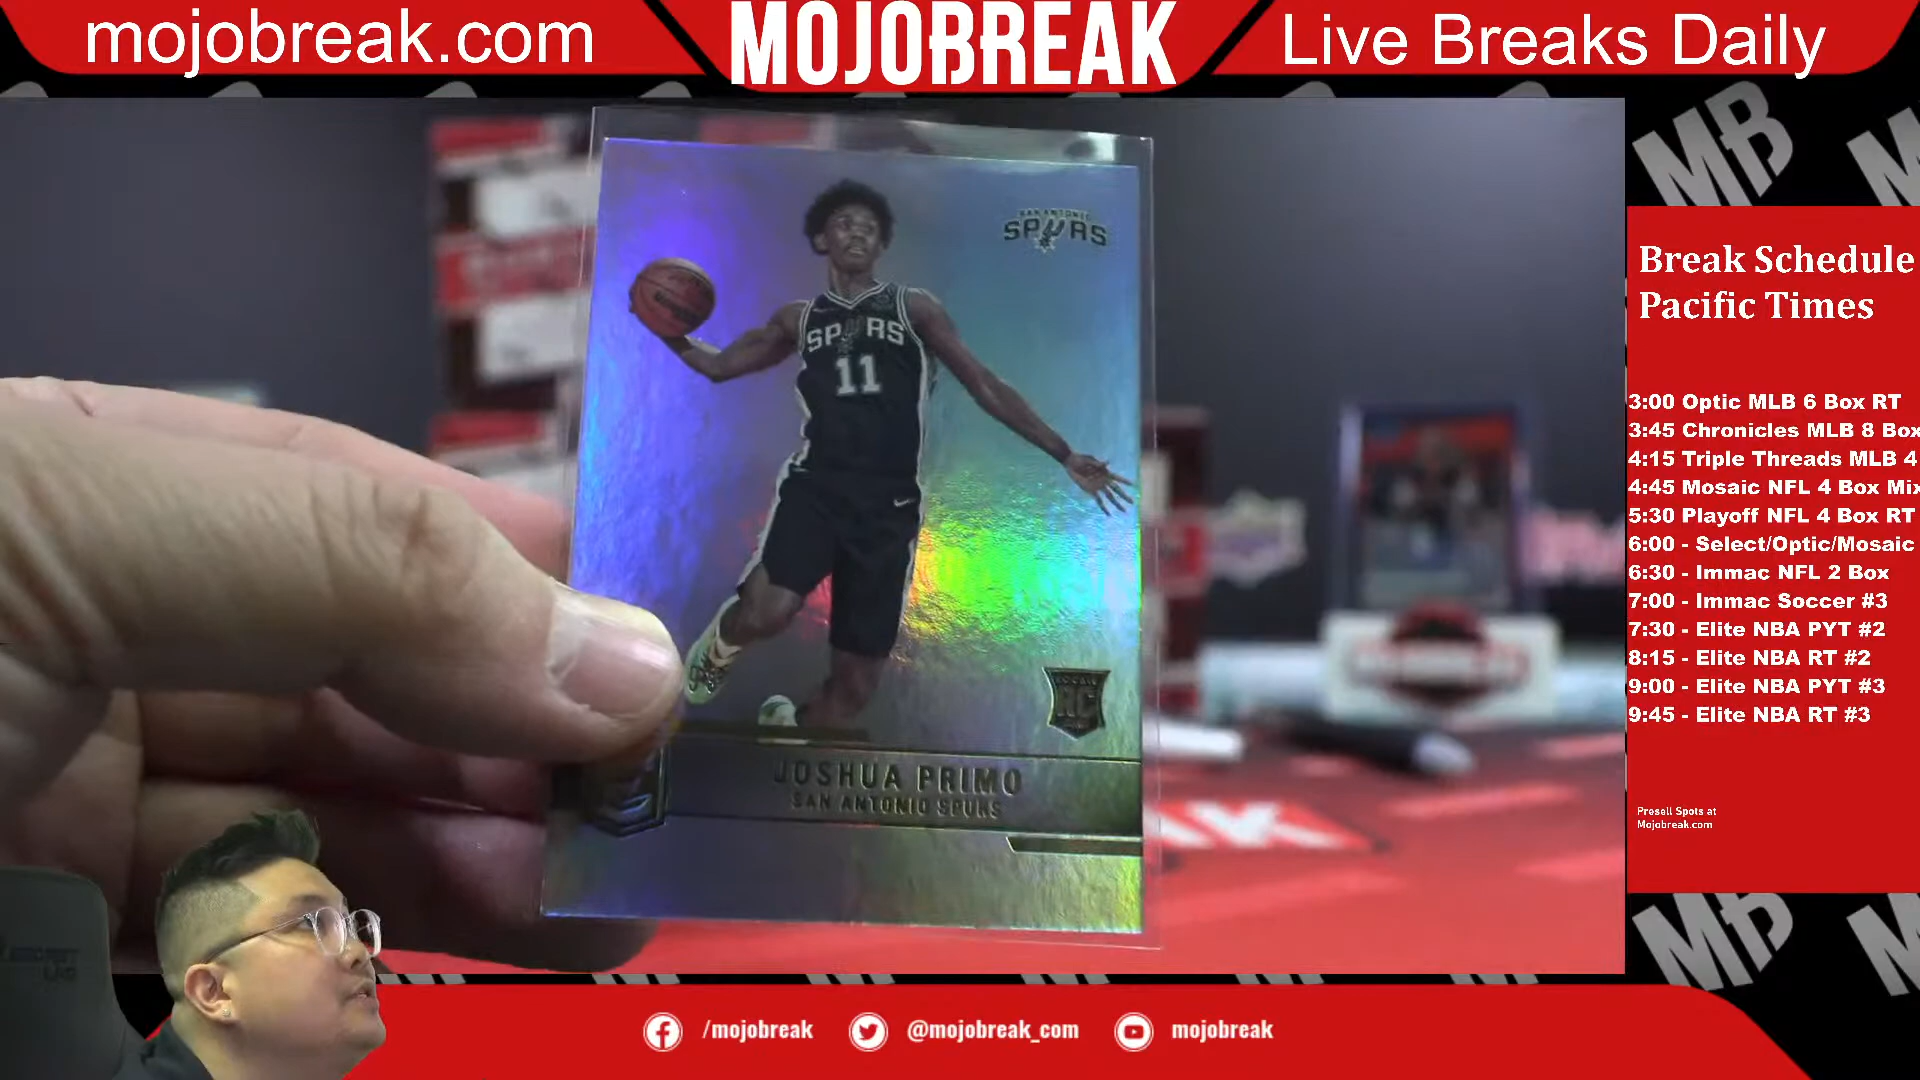 mojobreak.com
MOJOBREAK
Live Breaks Daily
MB
SAN ANTONIO
SPURS
SPURS
11
RC
JOSHUA PRIMO
SAN ANTONIO SPURS
Break Schedule
Pacific Times
3:00 Optic MLB 6 Box RT
3:45 Chronicles MLB 8 Box
4:15 Triple Threads MLB 4
4:45 Mosaic NFL 4 Box Mix
5:30 Playoff NFL 4 Box RT
6:00 - Select/Optic/Mosaic
6:30 - Immac NFL 2 Box
7:00 - Immac Soccer #3
7:30 - Elite NBA PYT #2
8:15 - Elite NBA RT #2
9:00 - Elite NBA PYT #3
9:45 - Elite NBA RT #3
Presell Spots at
Mojobreak.com
MB
/mojobreak
@mojobreak_com
mojobreak